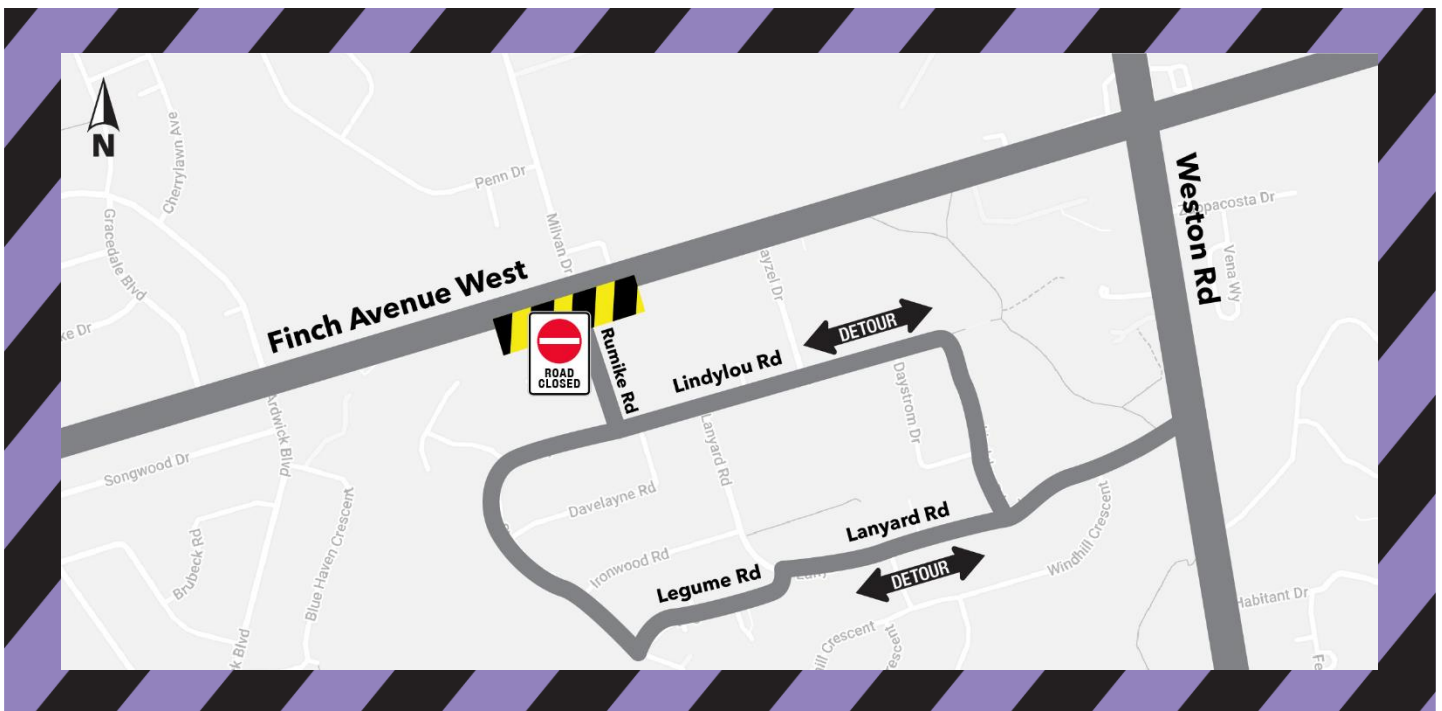 N
Cherrylawn Ave
Gracedale Blvd
Penn Dr
Milvan Dr
Weston Rd
Vena Wy
Finch Avenue West
ROAD
CLOSED
Rumike Rd
DETOUR
Lindylou Rd
Daystrom Dr
Ardwick Blvd
Songwood Dr
Lanyard Rd
Blue Haven Crescent
Brubeck Rd
Davelayne Rd
Ironwood Rd
Lanyard Rd
Legume Rd
DETOUR
Windhill Crescent
Habitant Dr
Crescent
Blvd